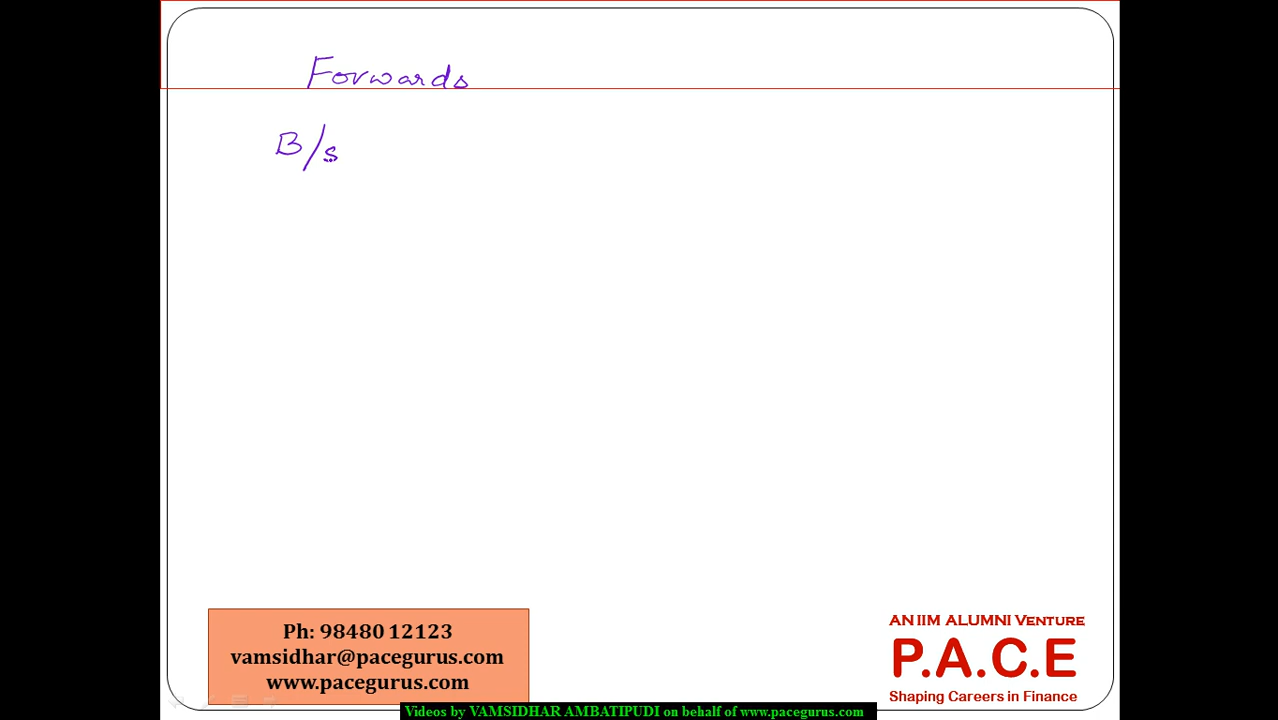 Forwards
B/s
Ph: 98480 12123
vamsidhar@pacegurus.com
www.pacegurus.com
AN IIM ALUMNI VENTURE
P.A.C.E
Shaping Careers in Finance
Videos by VAMSIDHAR AMBATIPUDI on behalf of www.pacegurus.com